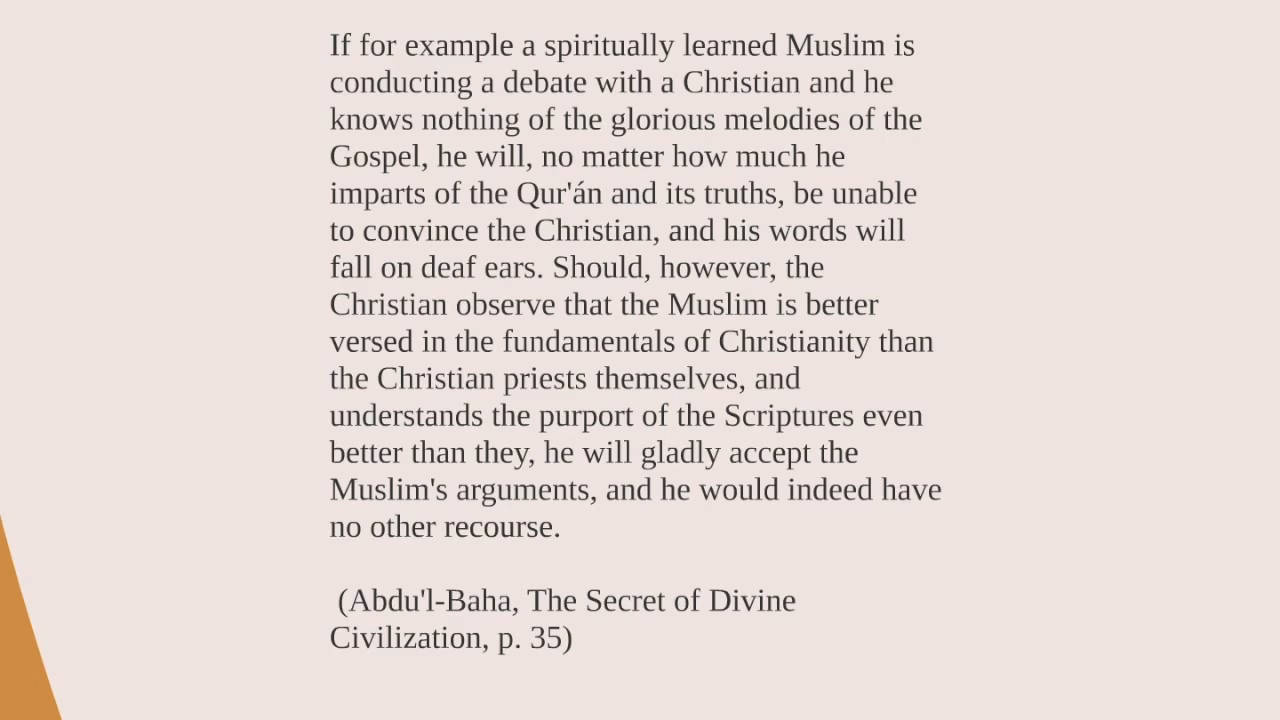 If for example a spiritually learned Muslim is
conducting a debate with a Christian and he
knows nothing of the glorious melodies of the
Gospel, he will, no matter how much he
imparts of the Qur'án and its truths, be unable
to convince the Christian, and his words will
fall on deaf ears. Should, however, the
Christian observe that the Muslim is better
versed in the fundamentals of Christianity than
the Christian priests themselves, and
understands the purport of the Scriptures even
better than they, he will gladly accept the
Muslim's arguments, and he would indeed have
no other recourse.
(Abdu'l-Baha, The Secret of Divine
Civilization, p. 35)